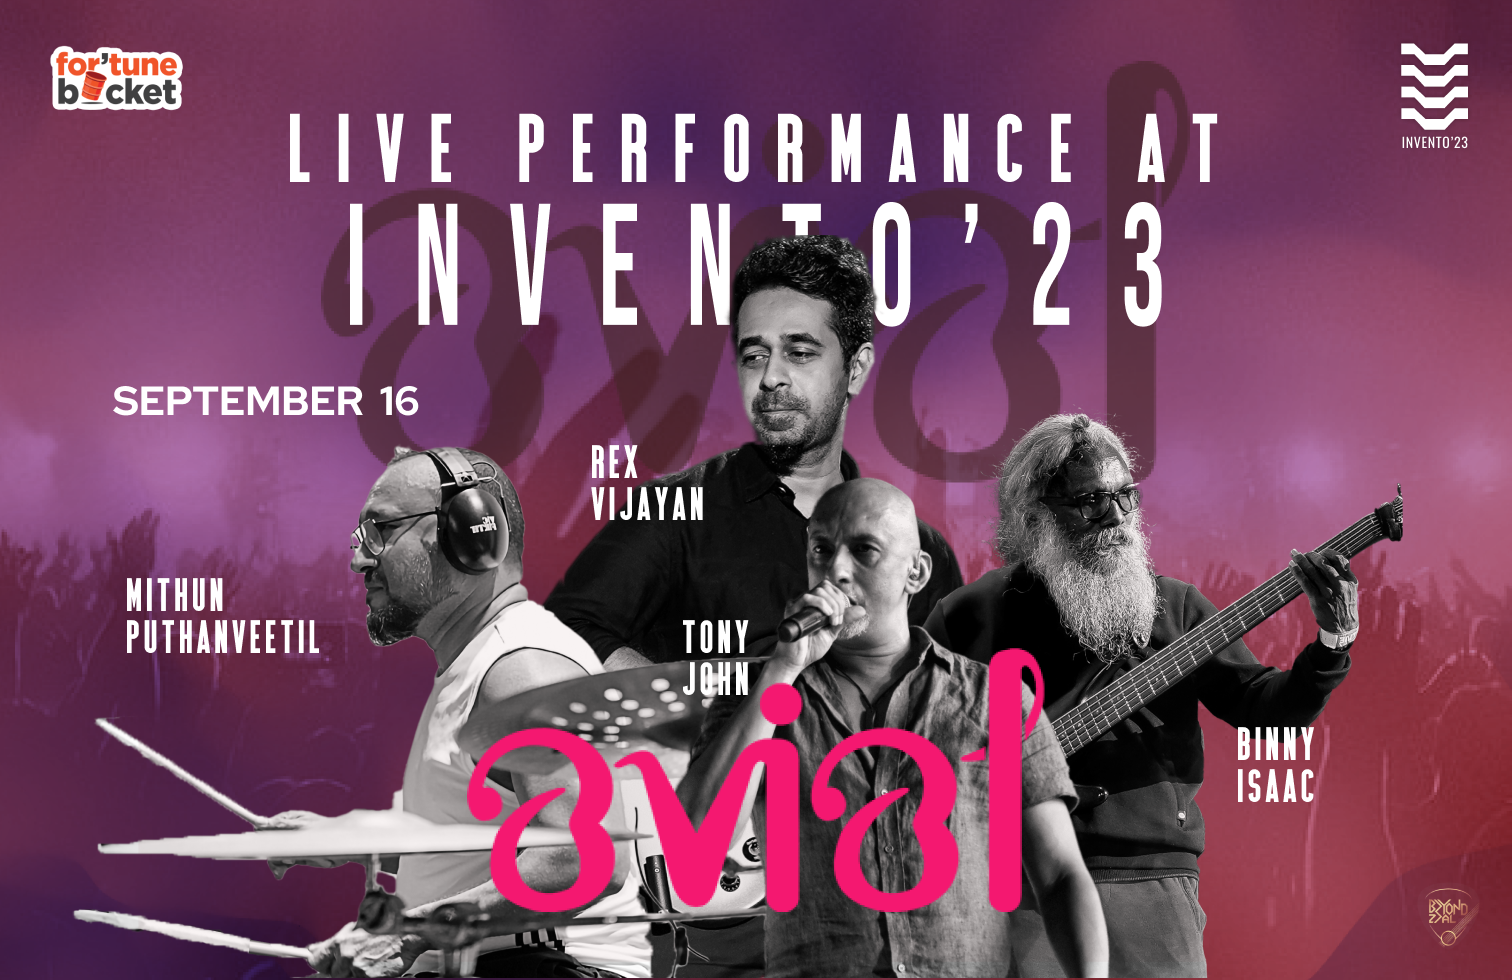 for'tune
bucket
INVENTO'23
LIVE PERFORMANCE AT
INVENTO'23
SEPTEMBER 16
REX
VIJAYAN
MITHUN
PUTHANVEETIL
TONY
JOHN
BINNY
ISAAC
avial
BEYOND